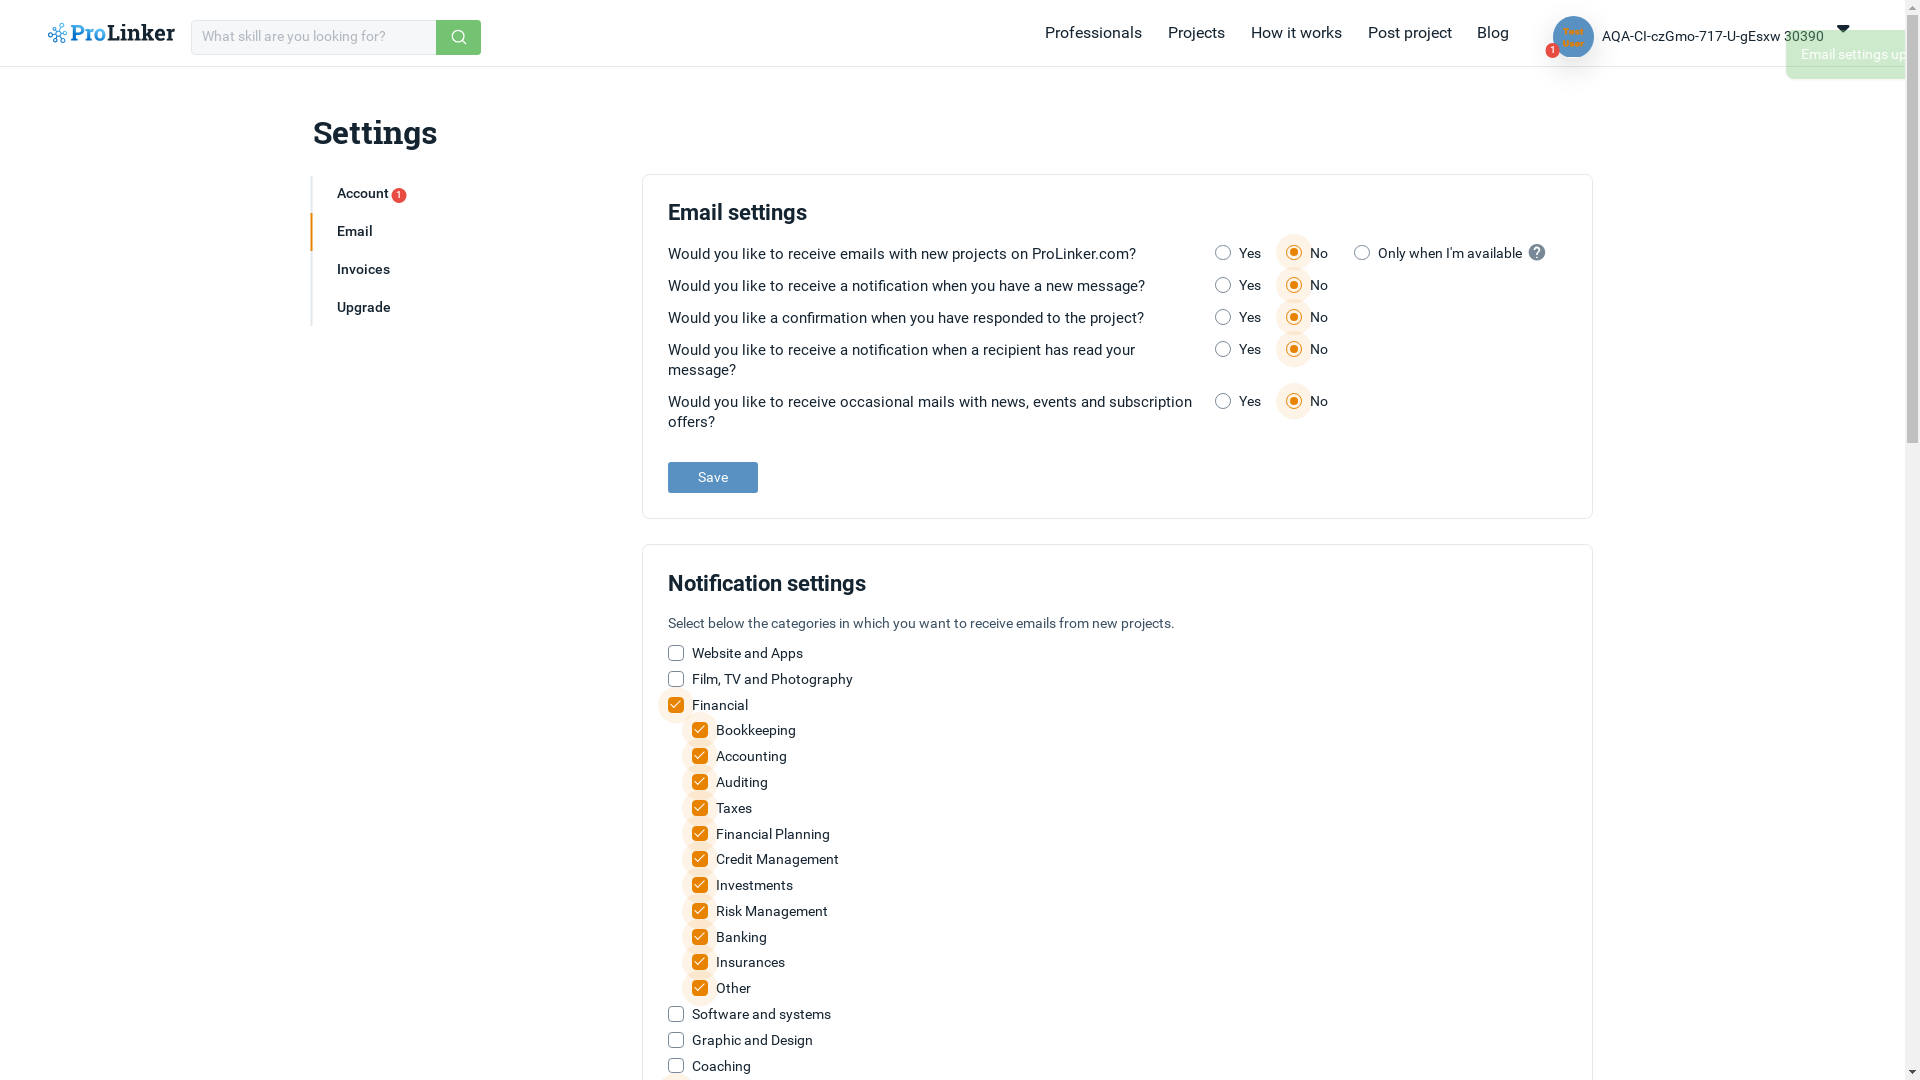 ProLinker
What skill are you looking for?
Professionals
Projects
How it works
Post project
Blog
Test
User
1
AQA-CI-czGmo-717-U-gEsxw 30390
Email settings up
Settings
Account 1
Email
Invoices
Upgrade
Email settings
Would you like to receive emails with new projects on ProLinker.com? Yes No Only when I'm available ?
Would you like to receive a notification when you have a new message? Yes No
Would you like a confirmation when you have responded to the project? Yes No
Would you like to receive a notification when a recipient has read your Yes No
message?
Would you like to receive occasional mails with news, events and subscription Yes No
offers?
Save
Notification settings
Select below the categories in which you want to receive emails from new projects.
Website and Apps
Film, TV and Photography
Financial
Bookkeeping
Accounting
Auditing
Taxes
Financial Planning
Credit Management
Investments
Risk Management
Banking
Insurances
Other
Software and systems
Graphic and Design
Coaching